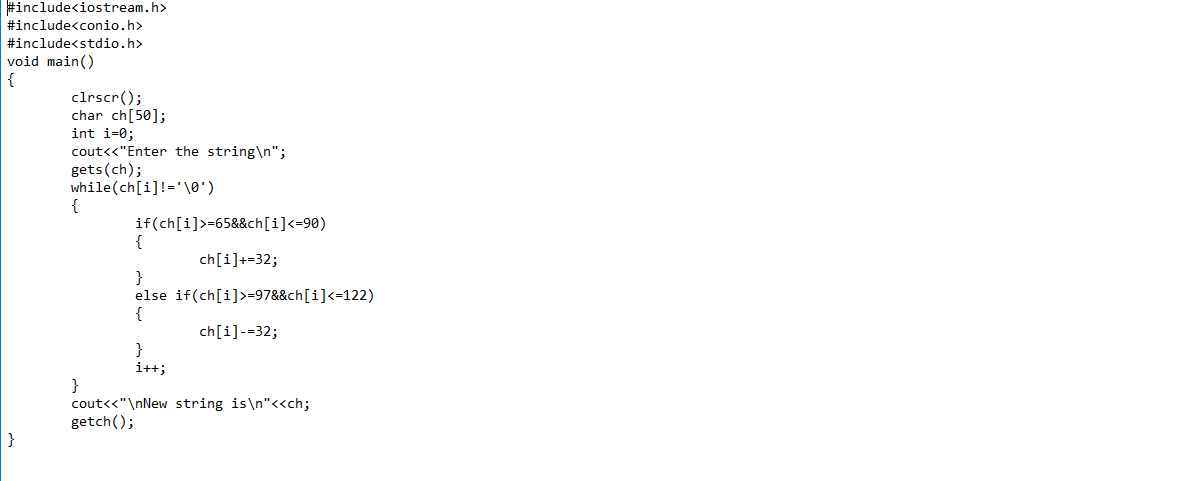 #include<iostream.h>
#include<conio.h>
#include<stdio.h>
void main()
{
        clrscr();
        char ch[50];
        int i=0;
        cout<<"Enter the string\n";
        gets(ch);
        while(ch[i]!='\0')
        {
                if(ch[i]>=65&&ch[i]<=90)
                {
                        ch[i]+=32;
                }
                else if(ch[i]>=97&&ch[i]<=122)
                {
                        ch[i]-=32;
                }
                i++;
        }
        cout<<"\nNew string is\n"<<ch;
        getch();
}